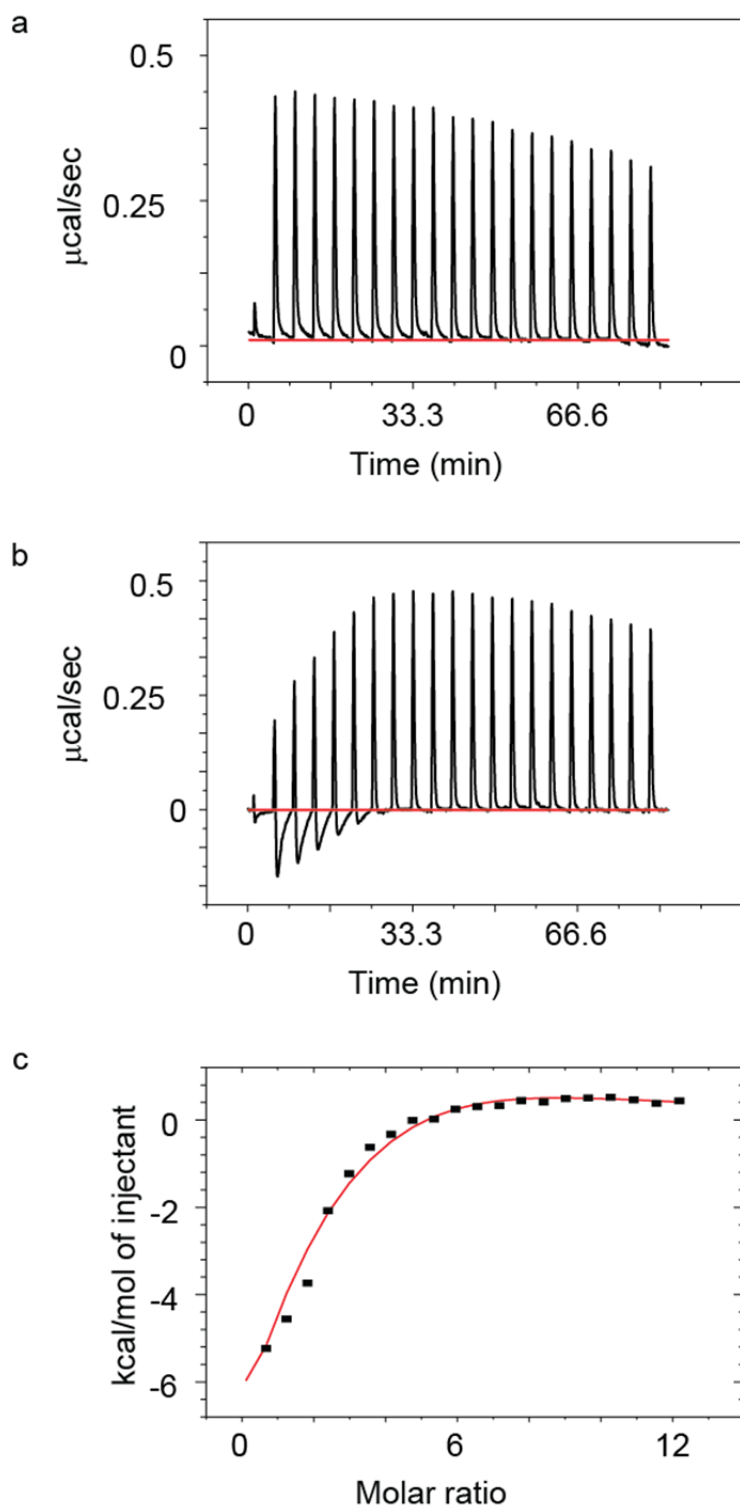 a
0.5
0.25
0
µcal/sec
0 33.3 66.6
Time (min)
b
0.5
0.25
0
µcal/sec
0 33.3 66.6
Time (min)
c
0
-2
-4
-6
kcal/mol of injectant
0 6 12
Molar ratio